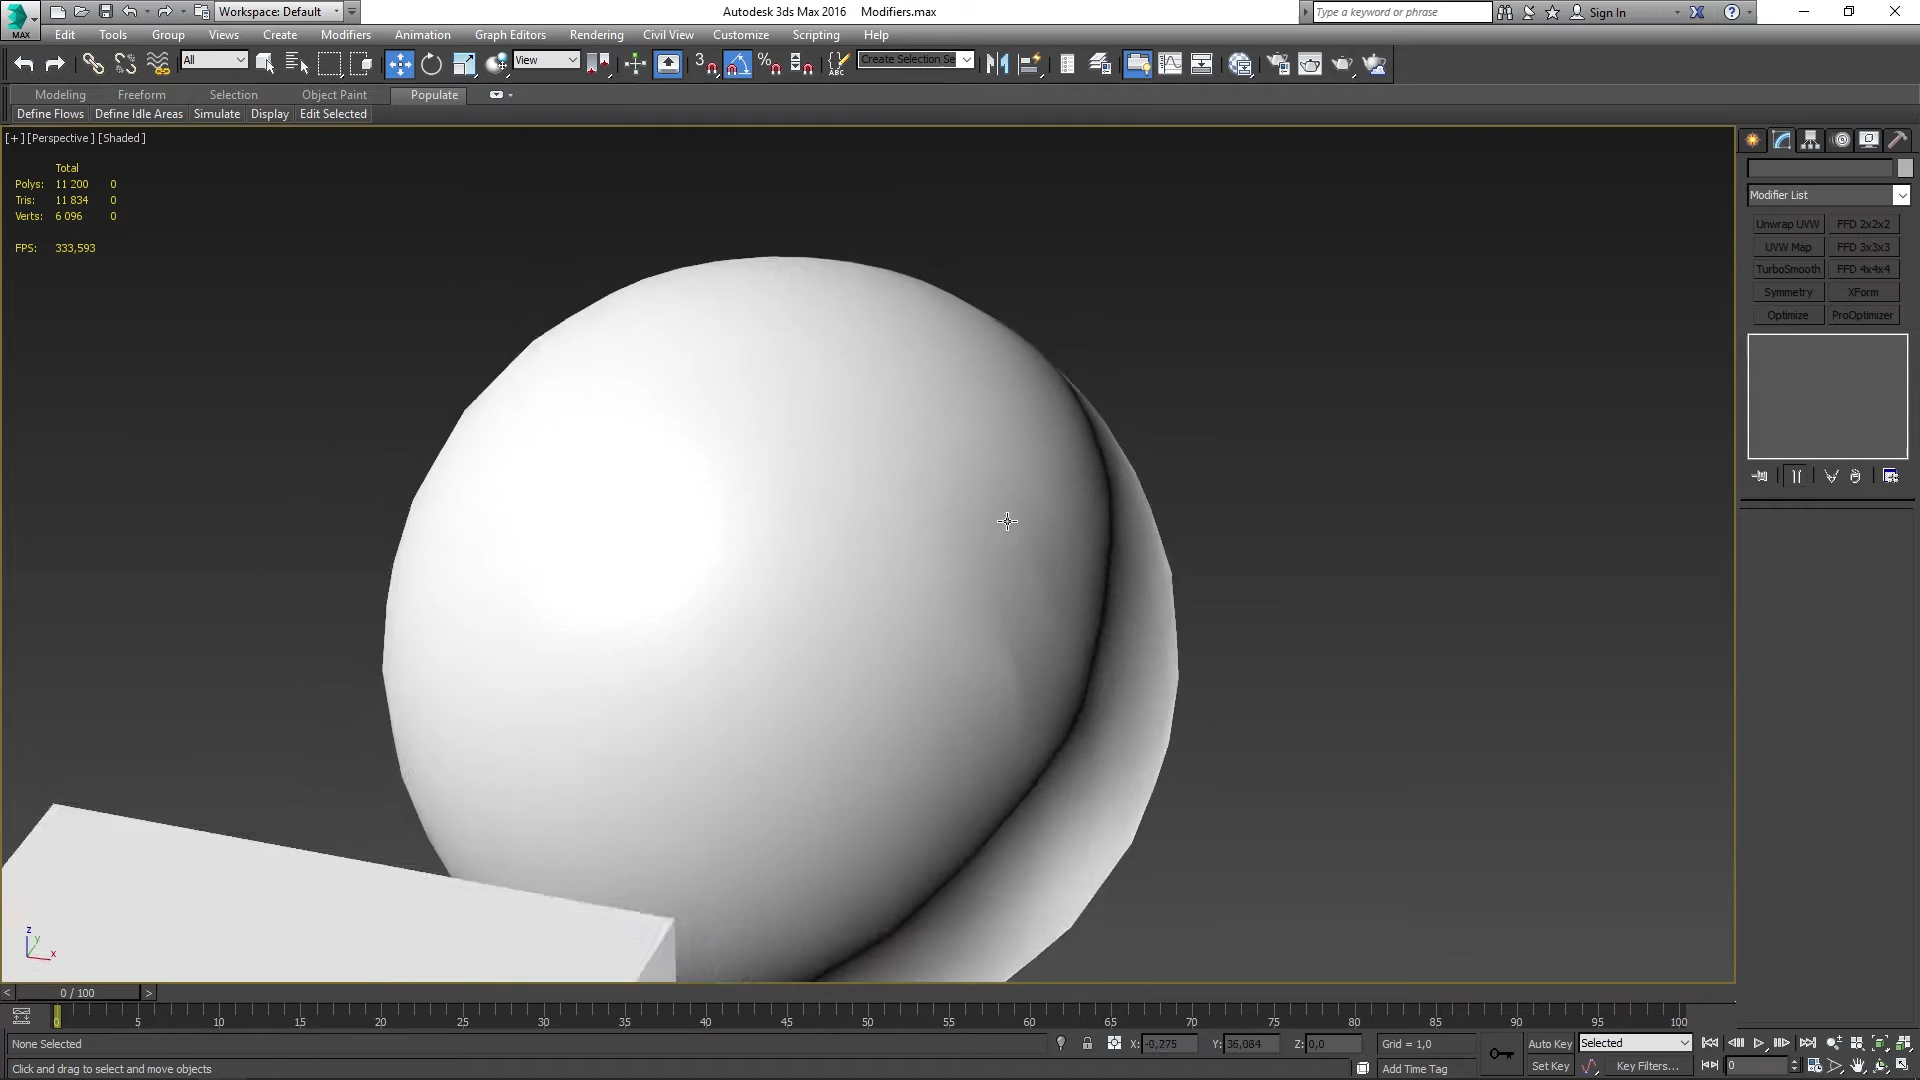 Workspace: Default
Autodesk 3ds Max 2016 Modifiers.max
Type a keyword or phrase
Sign In
MAX
Edit Tools Group Views Create Modifiers Animation Graph Editors Rendering Civil View Customize Scripting Help
All
View
3
%
ABC
Create Selection Se
Modeling Freeform Selection Object Paint Populate
Define Flows Define Idle Areas Simulate Display Edit Selected
[+] [Perspective ] [Shaded ]
Total
Polys: 11 200 0
Tris: 11 834 0
Verts: 6 096 0
FPS: 333,593
Modifier List
Unwrap UVW FFD 2x2x2
UVW Map FFD 3x3x3
TurboSmooth FFD 4x4x4
Symmetry XForm
Optimize ProOptimizer
z
y
x
< 0 / 100 >
0 5 10 15 20 25 30 35 40 45 50 55 60 65 70 75 80 85 90 95 100
None Selected
X: -0,275 Y: 36,084 Z: 0,0 Grid = 1,0
Auto Key Selected
Click and drag to select and move objects
Add Time Tag
Set Key Key Filters... 0